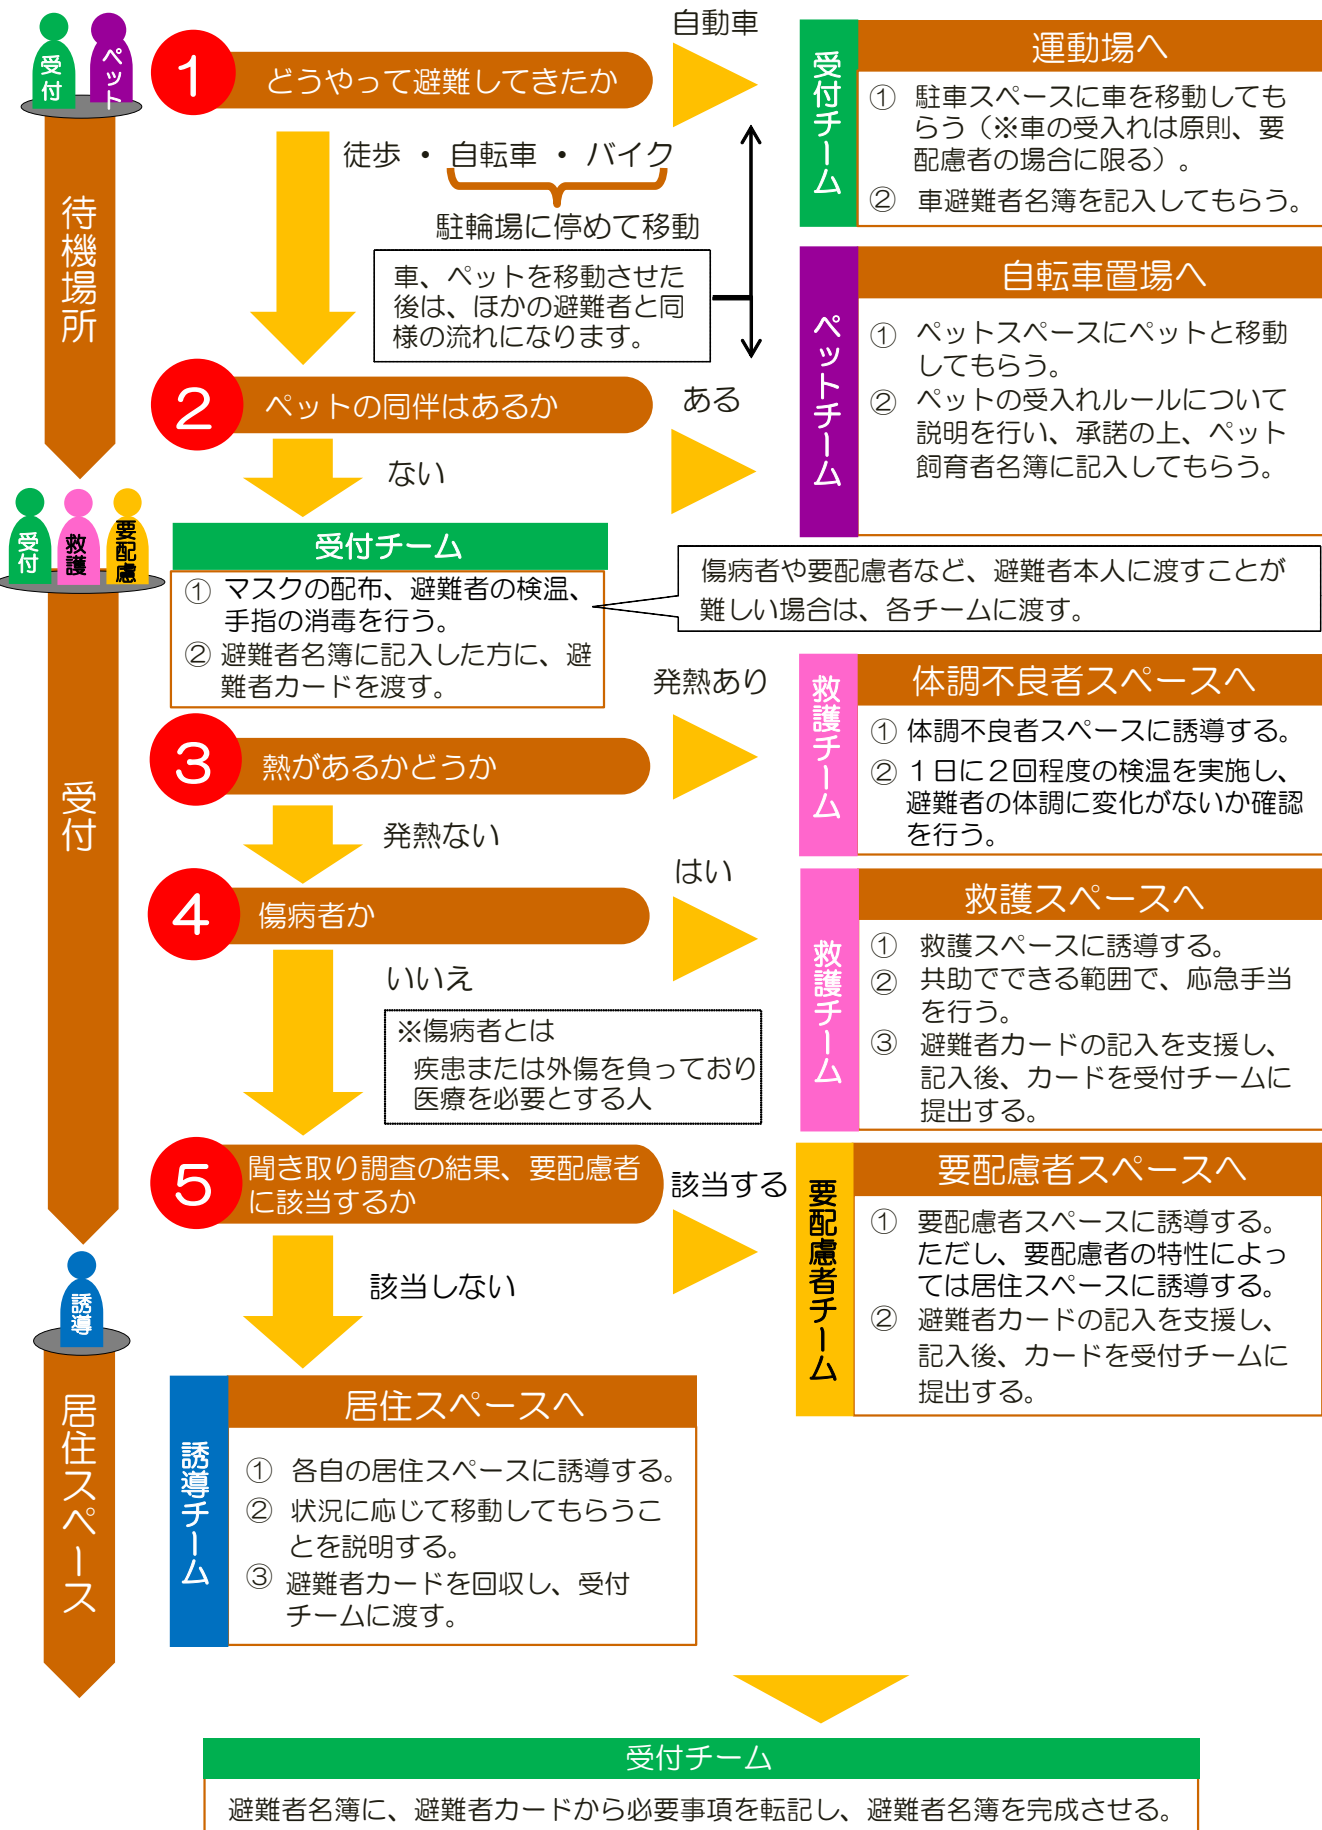 受付
ペット
1
どうやって避難してきたか
自動車
徒歩 ・ 自転車 ・ バイク
駐輪場に停めて移動
車、ペットを移動させた
後は、ほかの避難者と同
様の流れになります。
受付チーム
運動場へ
① 駐車スペースに車を移動しても
らう（※車の受入れは原則、要
配慮者の場合に限る）。
② 車避難者名簿を記入してもらう。
待機場所
2
ペットの同伴はあるか
ある
ない
ペットチーム
自転車置場へ
① ペットスペースにペットと移動
してもらう。
② ペットの受入れルールについて
説明を行い、承諾の上、ペット
飼育者名簿に記入してもらう。
受付
救護
要配慮
受付チーム
① マスクの配布、避難者の検温、
手指の消毒を行う。
② 避難者名簿に記入した方に、避
難者カードを渡す。
傷病者や要配慮者など、避難者本人に渡すことが
難しい場合は、各チームに渡す。
受付
3
熱があるかどうか
発熱あり
発熱ない
救護チーム
体調不良者スペースへ
① 体調不良者スペースに誘導する。
② １日に２回程度の検温を実施し、
避難者の体調に変化がないか確認
を行う。
4
傷病者か
はい
いいえ
※傷病者とは
疾患または外傷を負っており
医療を必要とする人
救護チーム
救護スペースへ
① 救護スペースに誘導する。
② 共助でできる範囲で、応急手当
を行う。
③ 避難者カードの記入を支援し、
記入後、カードを受付チームに
提出する。
5
聞き取り調査の結果、要配慮者
に該当するか
該当する
該当しない
要配慮者チーム
要配慮者スペースへ
① 要配慮者スペースに誘導する。
ただし、要配慮者の特性によっ
ては居住スペースに誘導する。
② 避難者カードの記入を支援し、
記入後、カードを受付チームに
提出する。
誘導
居住スペース
誘導チーム
居住スペースへ
① 各自の居住スペースに誘導する。
② 状況に応じて移動してもらうこ
とを説明する。
③ 避難者カードを回収し、受付
チームに渡す。
受付チーム
避難者名簿に、避難者カードから必要事項を転記し、避難者名簿を完成させる。